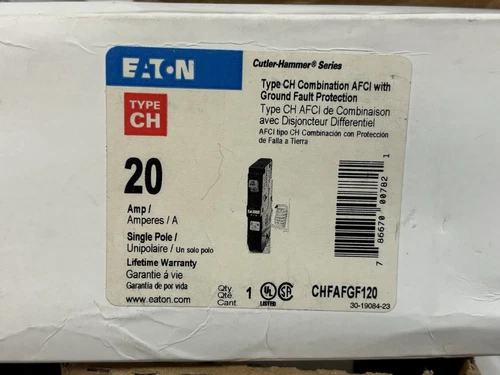 EATON
Cutler-Hammer® Series
TYPE
CH
Type CH Combination AFCI with
Ground Fault Protection
Type CH AFCI de Combinaison
avec Disjoncteur Differentiel
AFCI tipo CH Combinación con Protección
de Falla a Tierra
20
Amp /
Amperes / A
Single Pole /
Unipolaire / Un solo polo
Lifetime Warranty
Garantie á vie
Garantía de por vida
www.eaton.com
Qty.
Qté.
Cant.
1
UL
LISTED
CHFAFGF120
30-19084-23
7 86670 00782 1